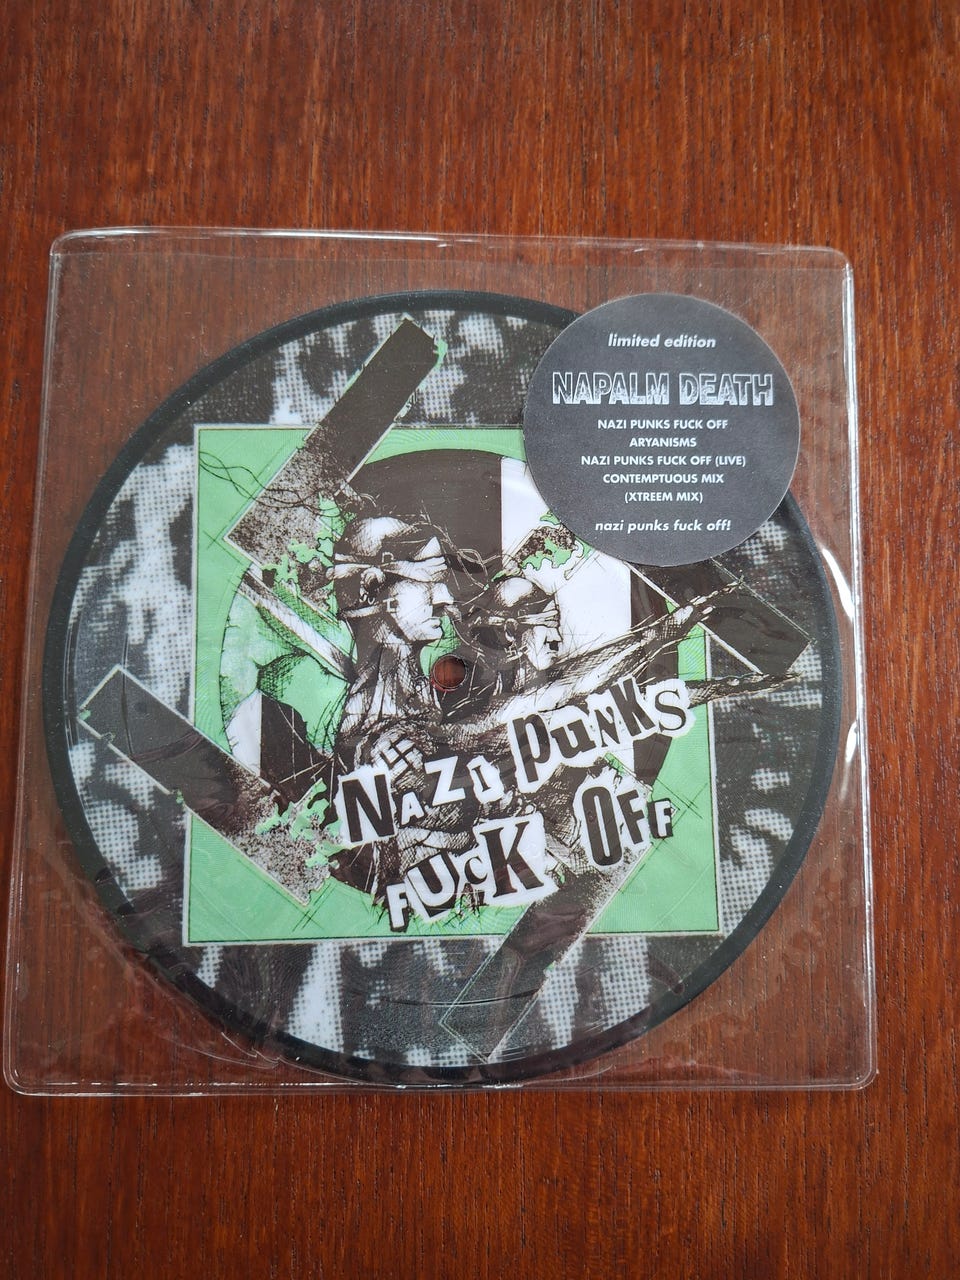 limited edition
NAPALM DEATH
NAZI PUNKS FUCK OFF
ARYANISMS
NAZI PUNKS FUCK OFF (LIVE)
CONTEMPTUOUS MIX
(XTREEM MIX)
nazi punks fuck off!
NAZI PUNKS
FUCK OFF